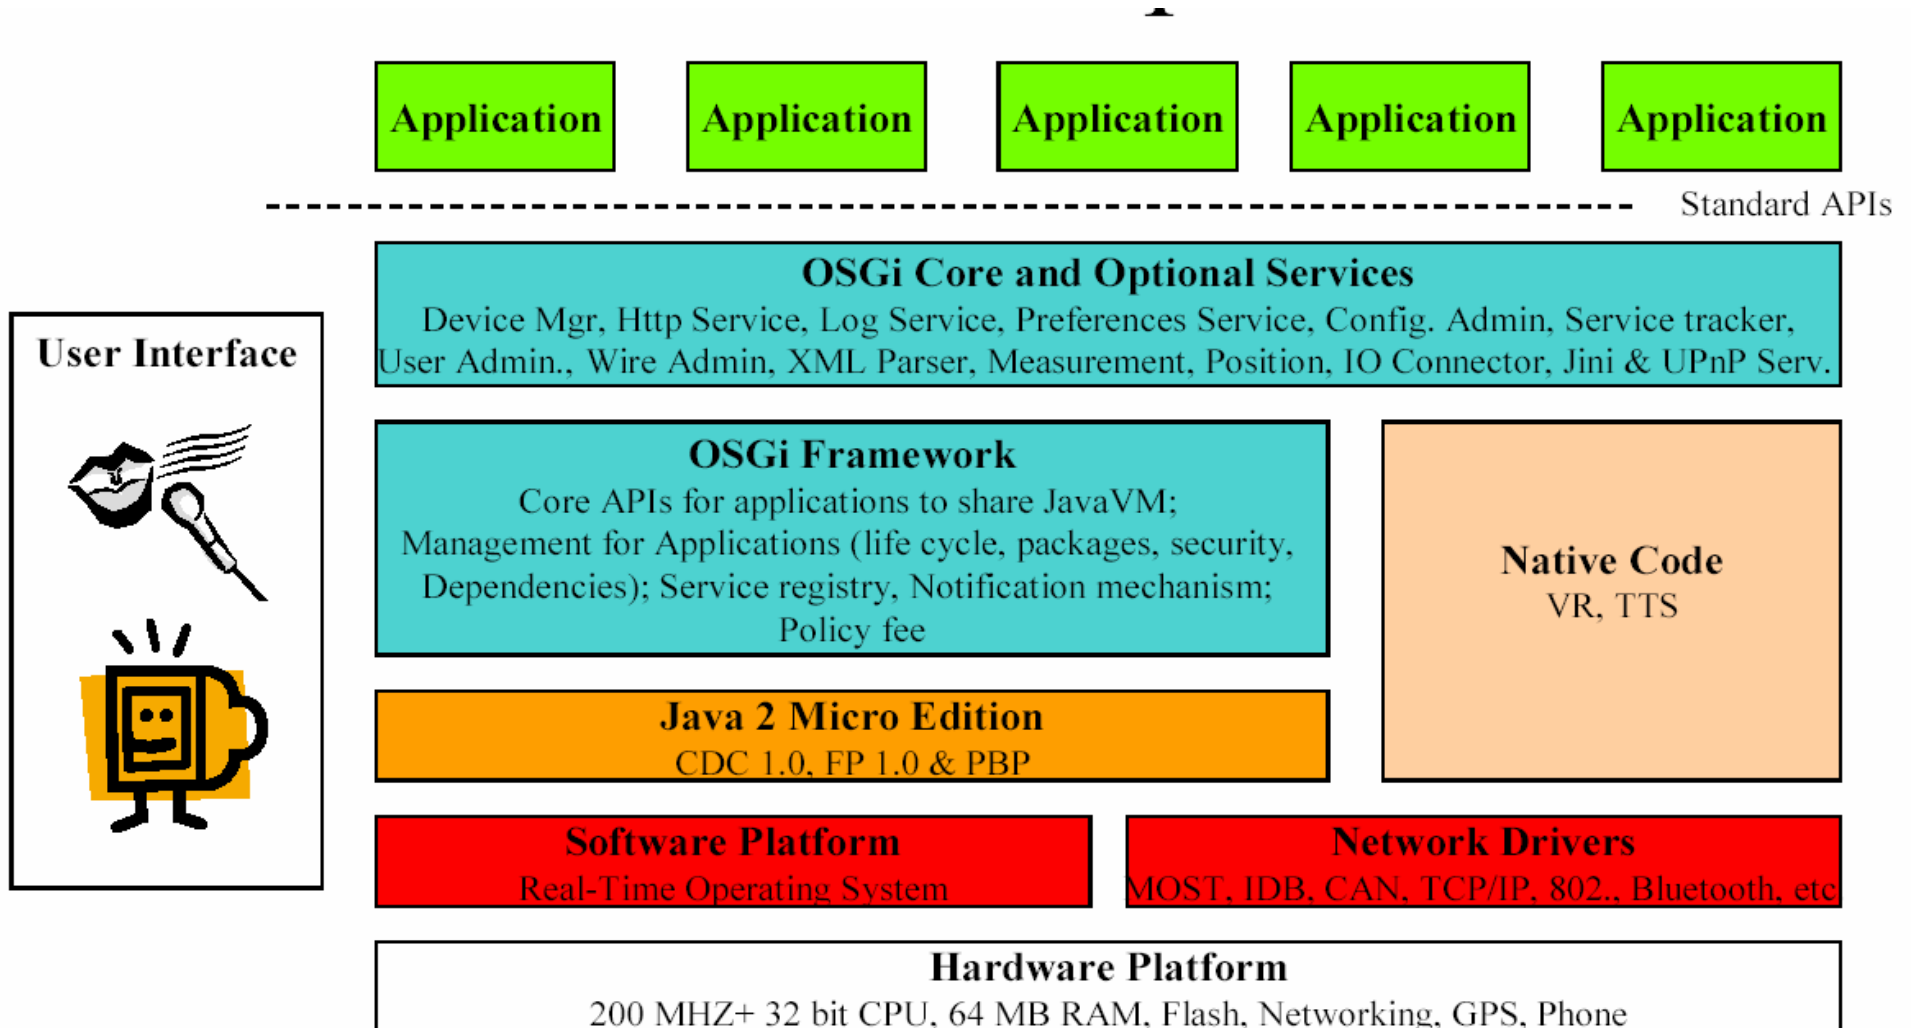 Application Application Application Application Application
Standard APIs
OSGi Core and Optional Services
Device Mgr, Http Service, Log Service, Preferences Service, Config. Admin, Service tracker,
User Admin., Wire Admin, XML Parser, Measurement, Position, IO Connector, Jini & UPnP Serv.
User Interface
OSGi Framework
Core APIs for applications to share JavaVM;
Management for Applications (life cycle, packages, security,
Dependencies); Service registry, Notification mechanism;
Policy fee
Native Code
VR, TTS
Java 2 Micro Edition
CDC 1.0, FP 1.0 & PBP
Software Platform
Real-Time Operating System
Network Drivers
MOST, IDB, CAN, TCP/IP, 802., Bluetooth, etc
Hardware Platform
200 MHZ+ 32 bit CPU, 64 MB RAM, Flash, Networking, GPS, Phone